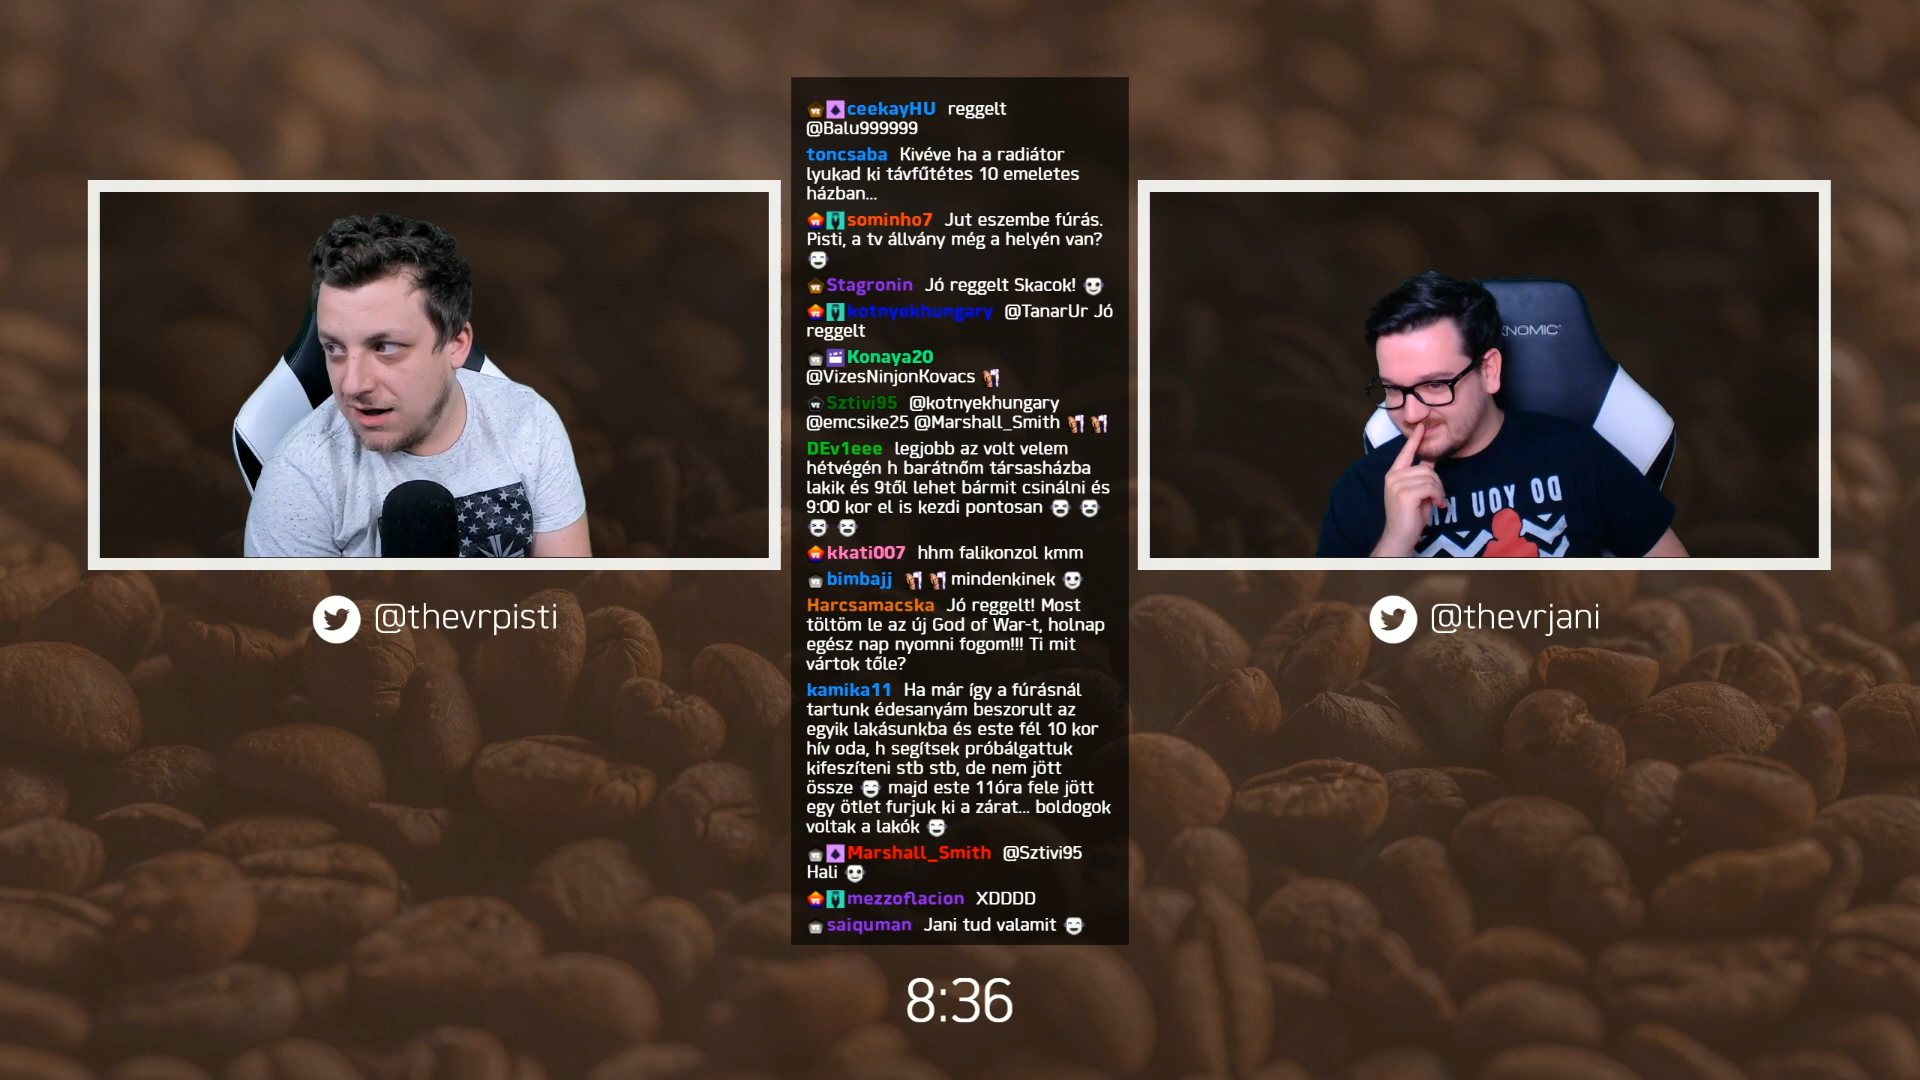 ceekayHU reggelt
@Balu999999
toncsaba Kivéve ha a radiátor
lyukad ki távfűtétes 10 emeletes
házban...
sominho7 Jut eszembe fúrás.
Pisti, a tv állvány még a helyén van?
Stagronin Jó reggelt Skacok!
kotnyekhungary @TanarUr Jó
reggelt
Konaya20
@VizesNinjonKovacs
Sztivi95 @kotnyekhungary
@emcsike25 @Marshall_Smith
DEv1eee legjobb az volt velem
hétvégén h barátnőm társasházba
lakik és 9től lehet bármit csinálni és
9:00 kor el is kezdi pontosan
kkati007 hhm falikonzol kmm
bimbajj mindenkinek
Harcsamacska Jó reggelt! Most
töltöm le az új God of War-t, holnap
egész nap nyomni fogom!!! Ti mit
vártok tőle?
kamika11 Ha már így a fúrásnál
tartunk édesanyám beszorult az
egyik lakásunkba és este fél 10 kor
hív oda, h segítsek próbálgattuk
kifeszíteni stb stb, de nem jött
össze majd este 11óra fele jött
egy ötlet furjuk ki a zárat... boldogok
voltak a lakók
Marshall_Smith @Sztivi95
Hali
mezzoflacion XDDDD
saiquman Jani tud valamit
@thevrpisti
@thevrjani
NOMIC
DO YOU
8:36